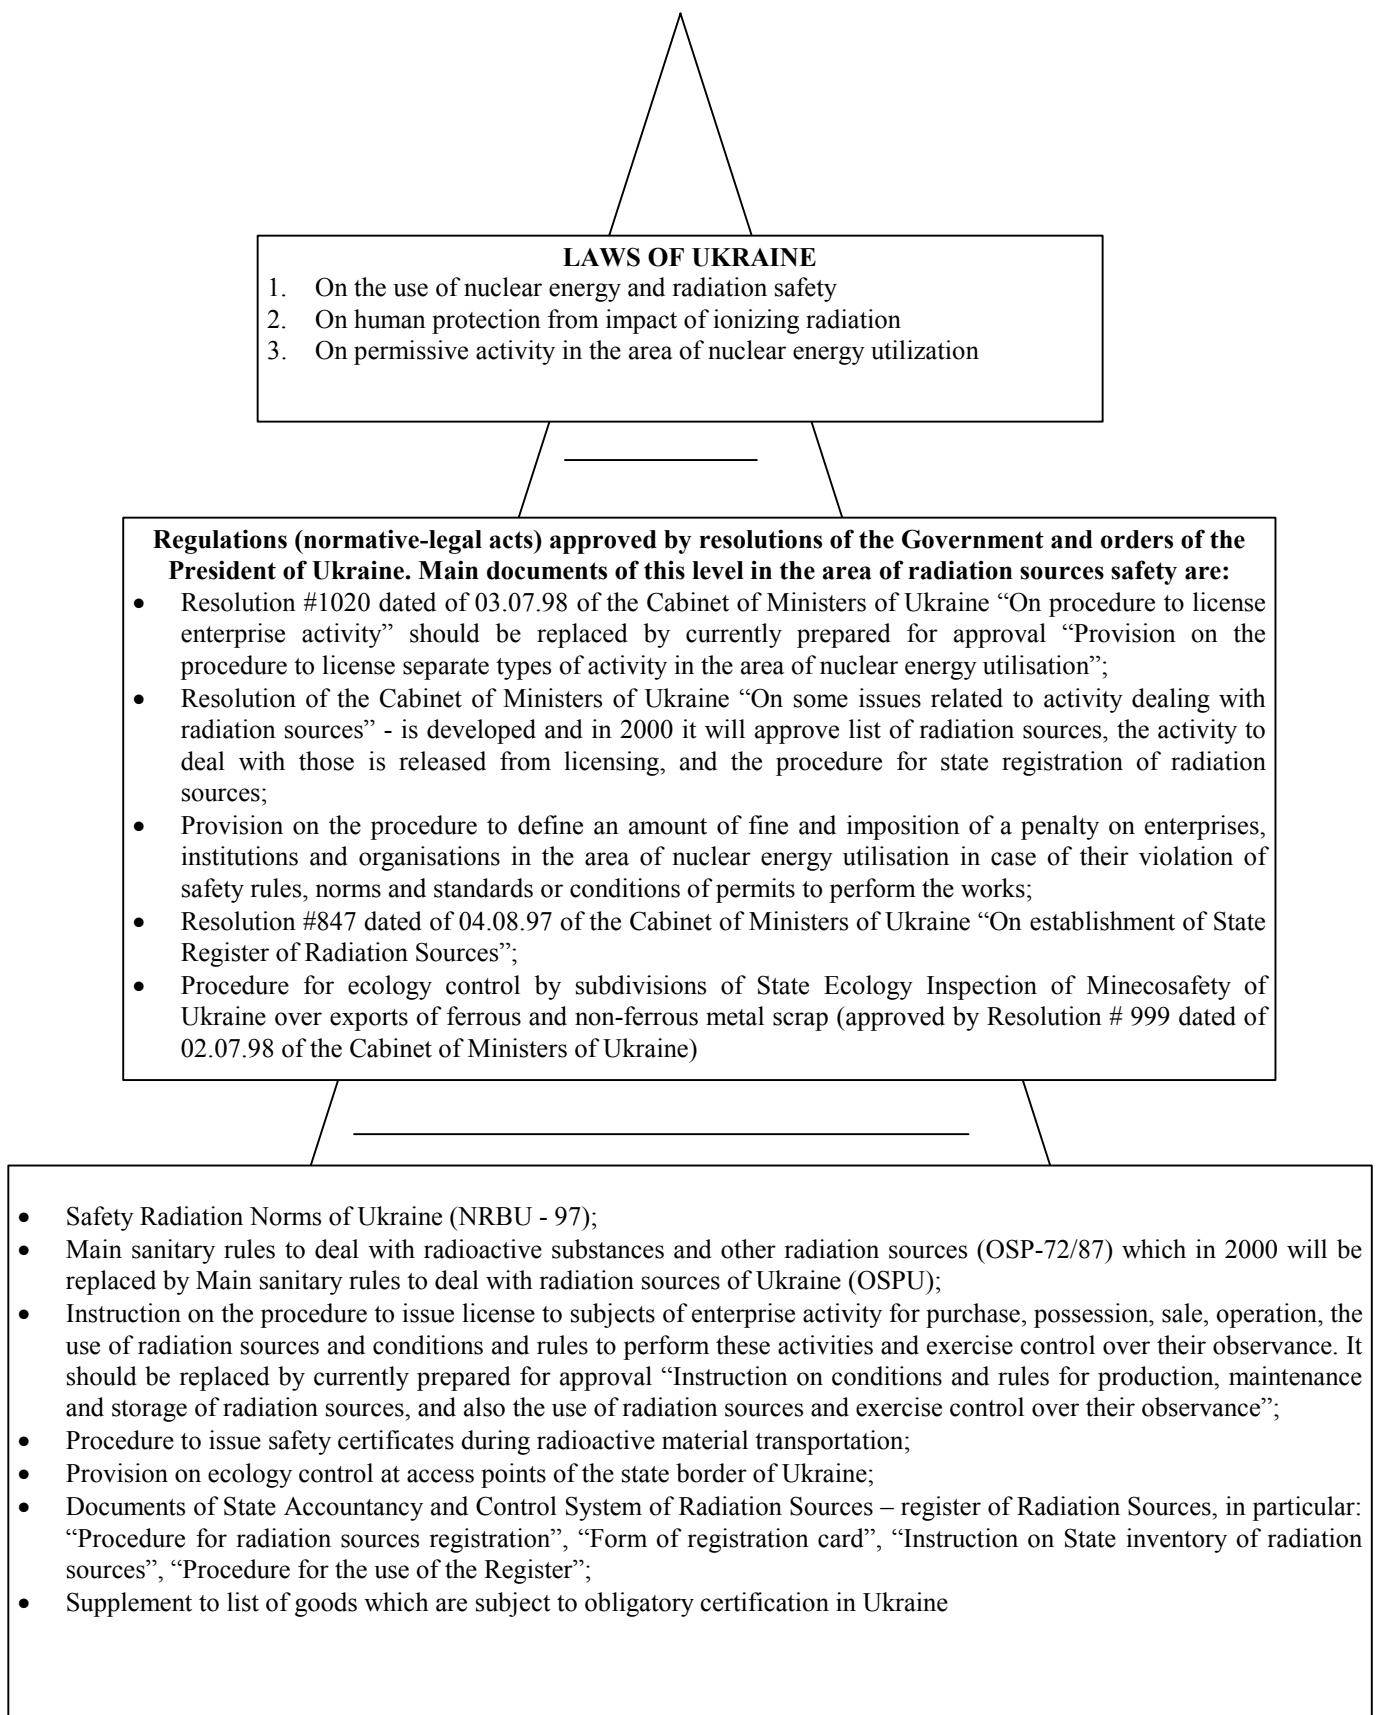 LAWS OF UKRAINE
1. On the use of nuclear energy and radiation safety
2. On human protection from impact of ionizing radiation
3. On permissive activity in the area of nuclear energy utilization
Regulations (normative-legal acts) approved by resolutions of the Government and orders of the
President of Ukraine. Main documents of this level in the area of radiation sources safety are:
• Resolution #1020 dated of 03.07.98 of the Cabinet of Ministers of Ukraine “On procedure to license
enterprise activity” should be replaced by currently prepared for approval “Provision on the
procedure to license separate types of activity in the area of nuclear energy utilisation”;
• Resolution of the Cabinet of Ministers of Ukraine “On some issues related to activity dealing with
radiation sources” - is developed and in 2000 it will approve list of radiation sources, the activity to
deal with those is released from licensing, and the procedure for state registration of radiation
sources;
• Provision on the procedure to define an amount of fine and imposition of a penalty on enterprises,
institutions and organisations in the area of nuclear energy utilisation in case of their violation of
safety rules, norms and standards or conditions of permits to perform the works;
• Resolution #847 dated of 04.08.97 of the Cabinet of Ministers of Ukraine “On establishment of State
Register of Radiation Sources”;
• Procedure for ecology control by subdivisions of State Ecology Inspection of Minecosafety of
Ukraine over exports of ferrous and non-ferrous metal scrap (approved by Resolution # 999 dated of
02.07.98 of the Cabinet of Ministers of Ukraine)
• Safety Radiation Norms of Ukraine (NRBU - 97);
• Main sanitary rules to deal with radioactive substances and other radiation sources (OSP-72/87) which in 2000 will be
replaced by Main sanitary rules to deal with radiation sources of Ukraine (OSPU);
• Instruction on the procedure to issue license to subjects of enterprise activity for purchase, possession, sale, operation, the
use of radiation sources and conditions and rules to perform these activities and exercise control over their observance. It
should be replaced by currently prepared for approval “Instruction on conditions and rules for production, maintenance
and storage of radiation sources, and also the use of radiation sources and exercise control over their observance”;
• Procedure to issue safety certificates during radioactive material transportation;
• Provision on ecology control at access points of the state border of Ukraine;
• Documents of State Accountancy and Control System of Radiation Sources – register of Radiation Sources, in particular:
“Procedure for radiation sources registration”, “Form of registration card”, “Instruction on State inventory of radiation
sources”, “Procedure for the use of the Register”;
• Supplement to list of goods which are subject to obligatory certification in Ukraine